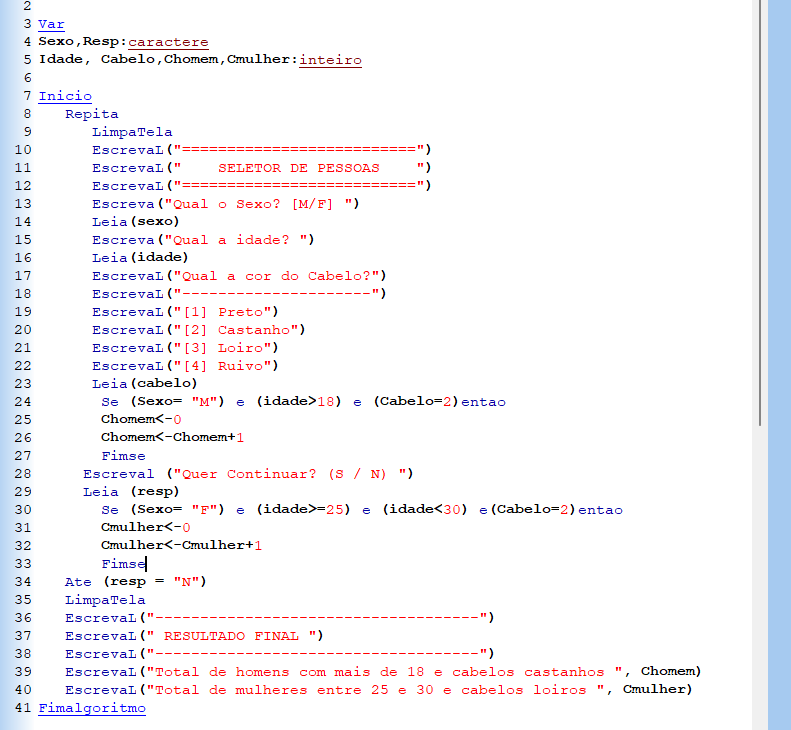 2
3 Var
4 Sexo,Resp:caractere
5 Idade, Cabelo,Chomem,Cmulher:inteiro
6
7 Inicio
8    Repita
9       LimpaTela
10       EscrevaL("==========================")
11       EscrevaL("    SELETOR DE PESSOAS    ")
12       EscrevaL("==========================")
13       Escreva("Qual o Sexo? [M/F] ")
14       Leia(sexo)
15       Escreva("Qual a idade? ")
16       Leia(idade)
17       EscrevaL("Qual a cor do Cabelo?")
18       EscrevaL("---------------------")
19       EscrevaL("[1] Preto")
20       EscrevaL("[2] Castanho")
21       EscrevaL("[3] Loiro")
22       EscrevaL("[4] Ruivo")
23       Leia(cabelo)
24        Se (Sexo= "M") e (idade>18) e (Cabelo=2)entao
25        Chomem<-0
26        Chomem<-Chomem+1
27        Fimse
28      Escreval ("Quer Continuar? (S / N) ")
29      Leia (resp)
30        Se (Sexo= "F") e (idade>=25) e (idade<30) e(Cabelo=2)entao
31        Cmulher<-0
32        Cmulher<-Cmulher+1
33        Fimse
34    Ate (resp = "N")
35    LimpaTela
36    EscrevaL("------------------------------------")
37    EscrevaL(" RESULTADO FINAL ")
38    EscrevaL("------------------------------------")
39    EscrevaL("Total de homens com mais de 18 e cabelos castanhos ", Chomem)
40    EscrevaL("Total de mulheres entre 25 e 30 e cabelos loiros ", Cmulher)
41 Fimalgoritmo